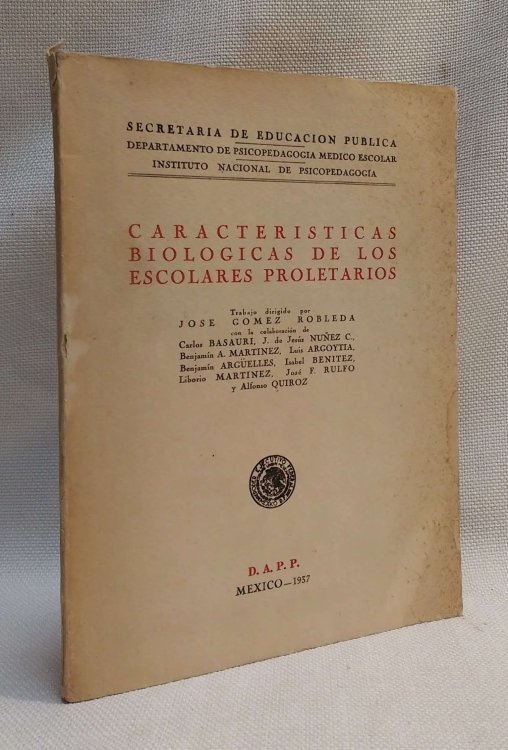 SECRETARIA DE EDUCACION PUBLICA
DEPARTAMENTO DE PSICOPEDAGOGIA MEDICO ESCOLAR
INSTITUTO NACIONAL DE PSICOPEDAGOGÍA
CARACTERISTICAS
BIOLOGICAS DE LOS
ESCOLARES PROLETARIOS
Trabajo dirigido por
JOSE GOMEZ ROBLEDA
con la colaboración de
Carlos BASAURI, J. de Jesús NUÑEZ C.,
Benjamín A. MARTINEZ, Luis ARGOYTIA,
Benjamín ARGÜELLES, Isabel BENITEZ,
Liborio MARTINEZ, José F. RULFO
y Alfonso QUIROZ
D. A. P. P.
MEXICO—1937